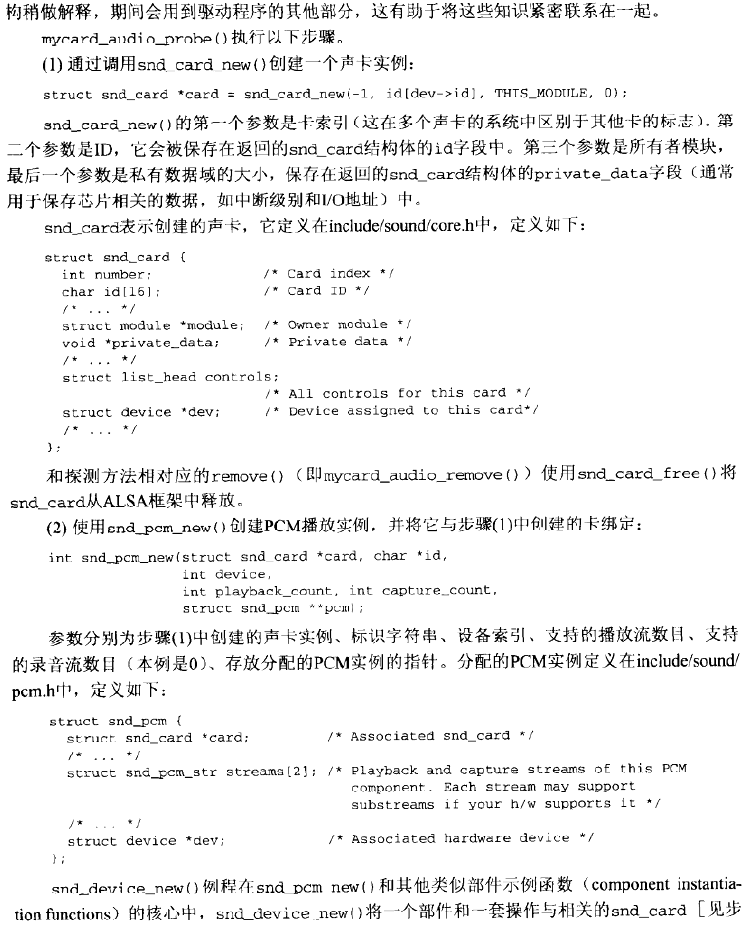 构稍做解释，期间会用到驱动程序的其他部分，这有助于将这些知识紧密联系在一起。
mycard_audio_probe()执行以下步骤。
(1) 通过调用snd_card_new()创建一个声卡实例：
struct snd_card *card = snd_card_new(-1, id[dev->id], THIS_MODULE, 0);
snd_card_new()的第一个参数是卡索引（这在多个声卡的系统中区别于其他卡的标志）. 第
二个参数是ID，它会被保存在返回的snd_card结构体的id字段中。第三个参数是所有者模块，
最后一个参数是私有数据域的大小，保存在返回的snd_card结构体的private_data字段（通常
用于保存芯片相关的数据，如中断级别和I/O地址）中。
snd_card表示创建的声卡，它定义在include/sound/core.h中，定义如下：
struct snd_card {
int number; /* Card index */
char id[16]; /* Card ID */
/* ... */
struct module *module; /* Owner module */
void *private_data; /* Private data */
/* ... */
struct list_head controls;
/* All controls for this card */
struct device *dev; /* Device assigned to this card*/
/* ... */
};
和探测方法相对应的remove()（即mycard_audio_remove()）使用snd_card_free()将
snd_card从ALSA框架中释放。
(2) 使用snd_pcm_new()创建PCM播放实例，并将它与步骤(1)中创建的卡绑定：
int snd_pcm_new(struct snd_card *card, char *id,
int device,
int playback_count, int capture_count,
struct snd_pcm **pcm);
参数分别为步骤(1)中创建的声卡实例、标识字符串、设备索引、支持的播放流数目、支持
的录音流数目（本例是0）、存放分配的PCM实例的指针。分配的PCM实例定义在include/sound/
pcm.h中，定义如下：
struct snd_pcm {
struct snd_card *card; /* Associated snd_card */
/* ... */
struct snd_pcm_str streams[2]; /* Playback and capture streams of this PCM
component. Each stream may support
substreams if your h/w supports it */
/* ... */
struct device *dev; /* Associated hardware device */
};
snd_device_new()例程在snd_pcm_new()和其他类似部件示例函数（component instantia-
tion functions）的核心中，snd_device_new()将一个部件和一套操作与相关的snd_card［见步